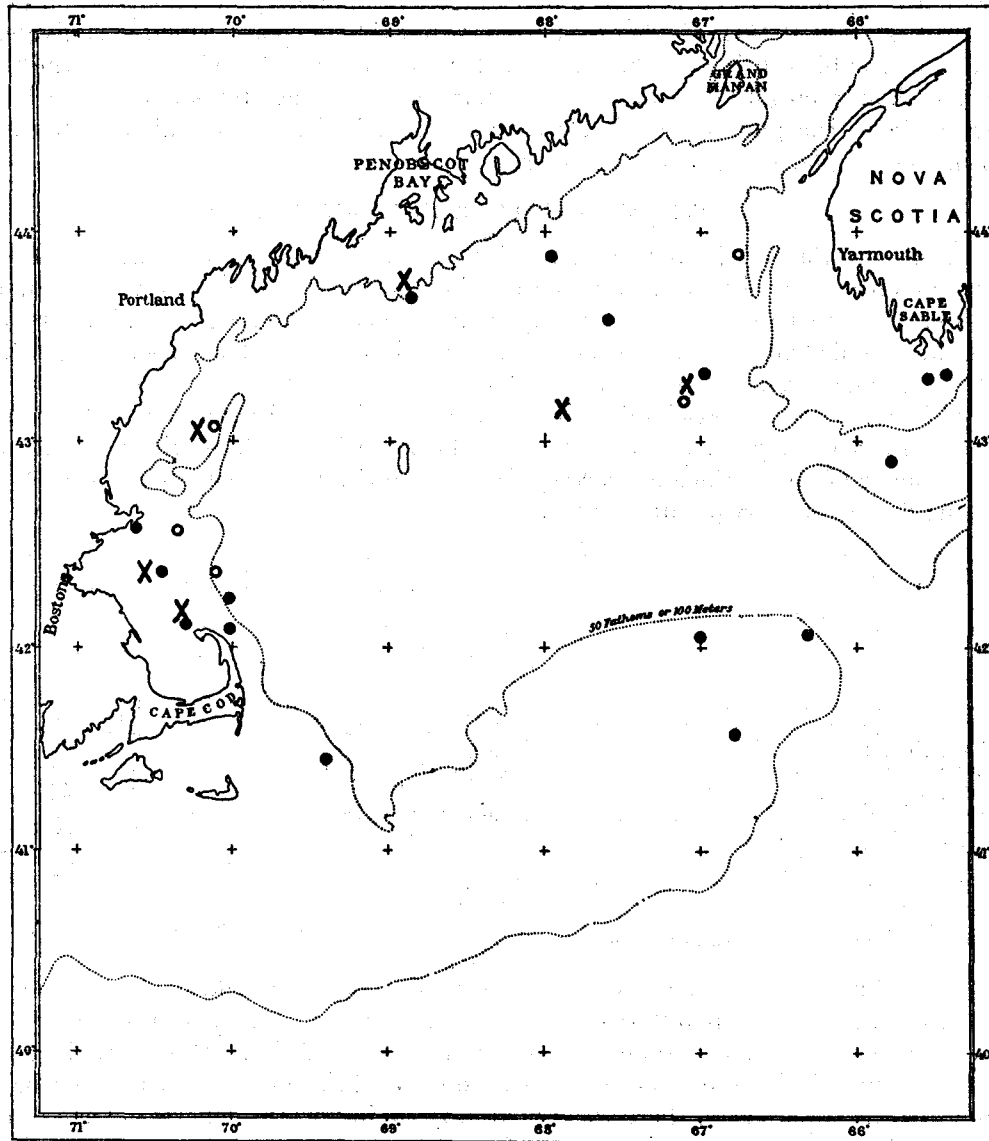 71° 70° 69° 68° 67° 66°
GRAND
MANAN
PENOBSCOT
BAY
NOVA
SCOTIA
44° 44°
Yarmouth
Portland
CAPE
SABLE
43° 43°
Boston
50 Fathoms or 100 Meters
42° 42°
CAPE COD
41° 41°
40° 40°
71° 70° 69° 68° 67° 66°